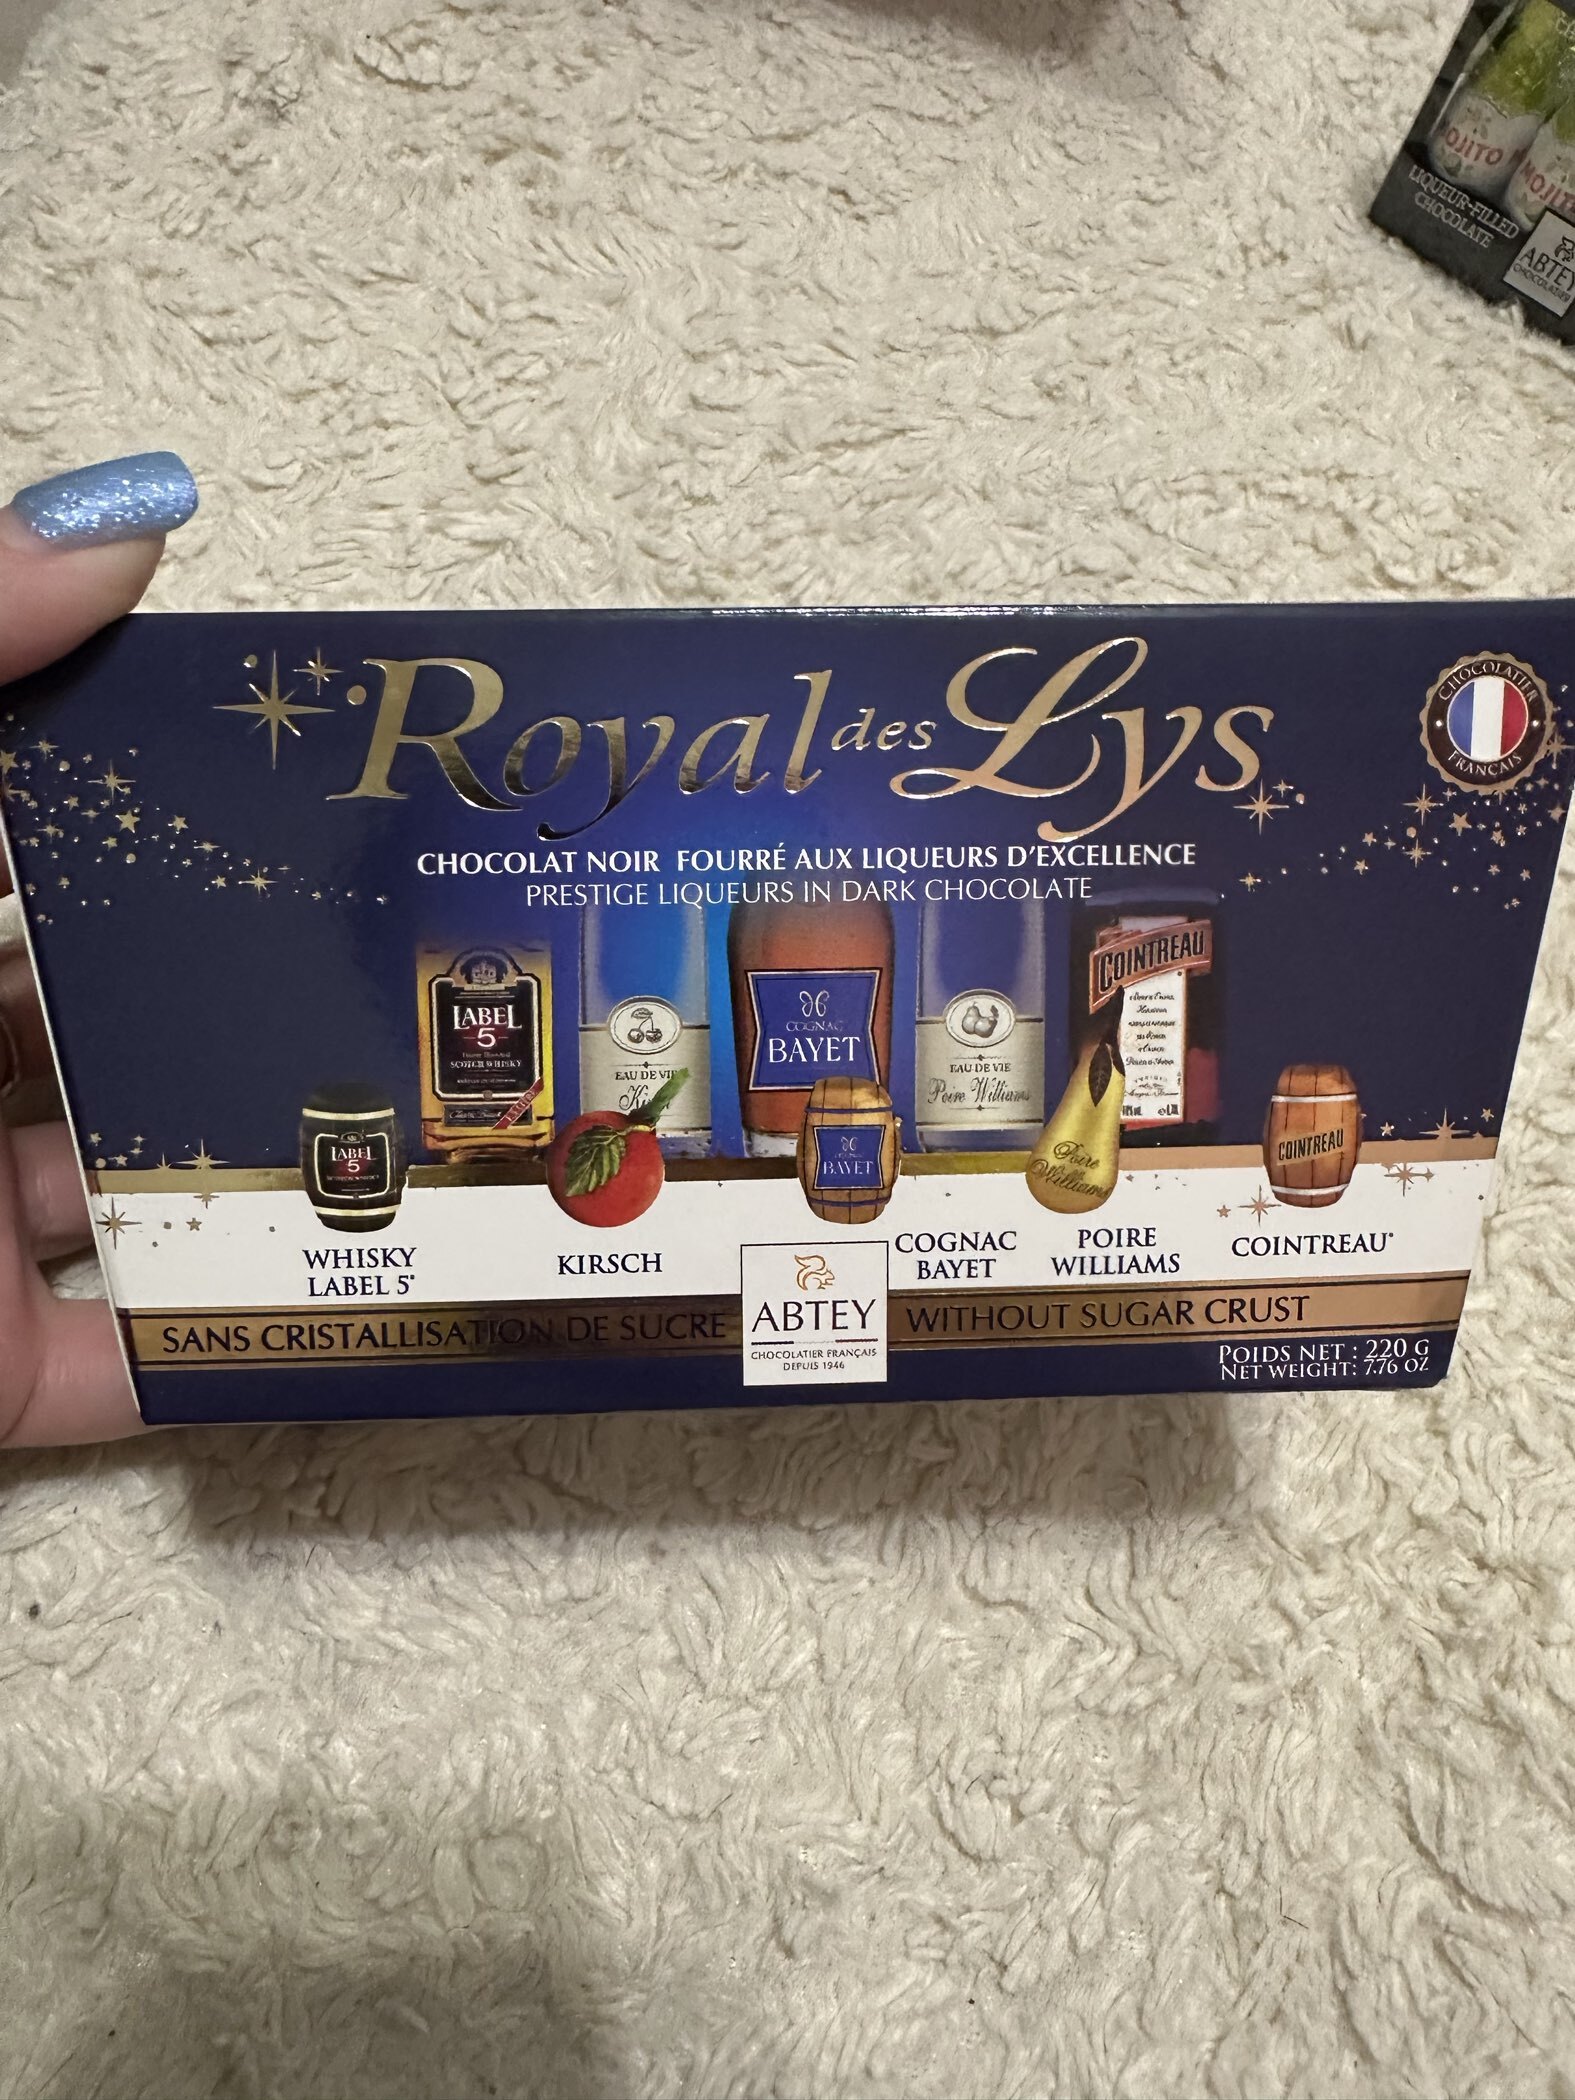 MOJITO
LIQUEUR-FILLED
CHOCOLATE
ABTEY
Royal des Lys
CHOCOLATIER
FRANÇAIS
CHOCOLAT NOIR FOURRÉ AUX LIQUEURS D'EXCELLENCE
PRESTIGE LIQUEURS IN DARK CHOCOLATE
LABEL
5
SCOTCH WHISKY
EAU DE VIE
COGNAC
BAYET
EAU DE VIE
Poire Williams
COINTREAU
LABEL
5
BAYET
Poire
Williams
COINTREAU
WHISKY
LABEL 5*
KIRSCH
COGNAC
BAYET
POIRE
WILLIAMS
COINTREAU*
SANS CRISTALLISATION DE SUCRE
ABTEY
CHOCOLATIER FRANÇAIS
DEPUIS 1946
WITHOUT SUGAR CRUST
POIDS NET : 220 G
NET WEIGHT: 7.76 OZ